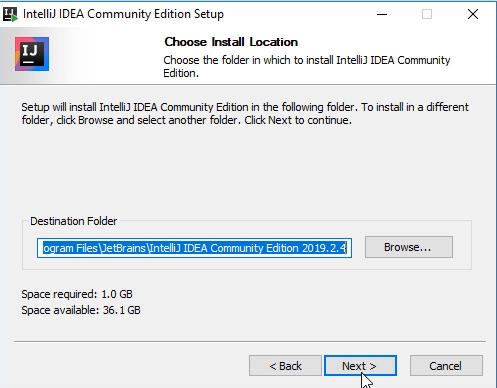 IntelliJ IDEA Community Edition Setup
IJ
Choose Install Location
Choose the folder in which to install IntelliJ IDEA Community
Edition.
Setup will install IntelliJ IDEA Community Edition in the following folder. To install in a different
folder, click Browse and select another folder. Click Next to continue.
Destination Folder
ogram Files\JetBrains\IntelliJ IDEA Community Edition 2019.2.4
Browse...
Space required: 1.0 GB
Space available: 36.1 GB
< Back
Next >
Cancel